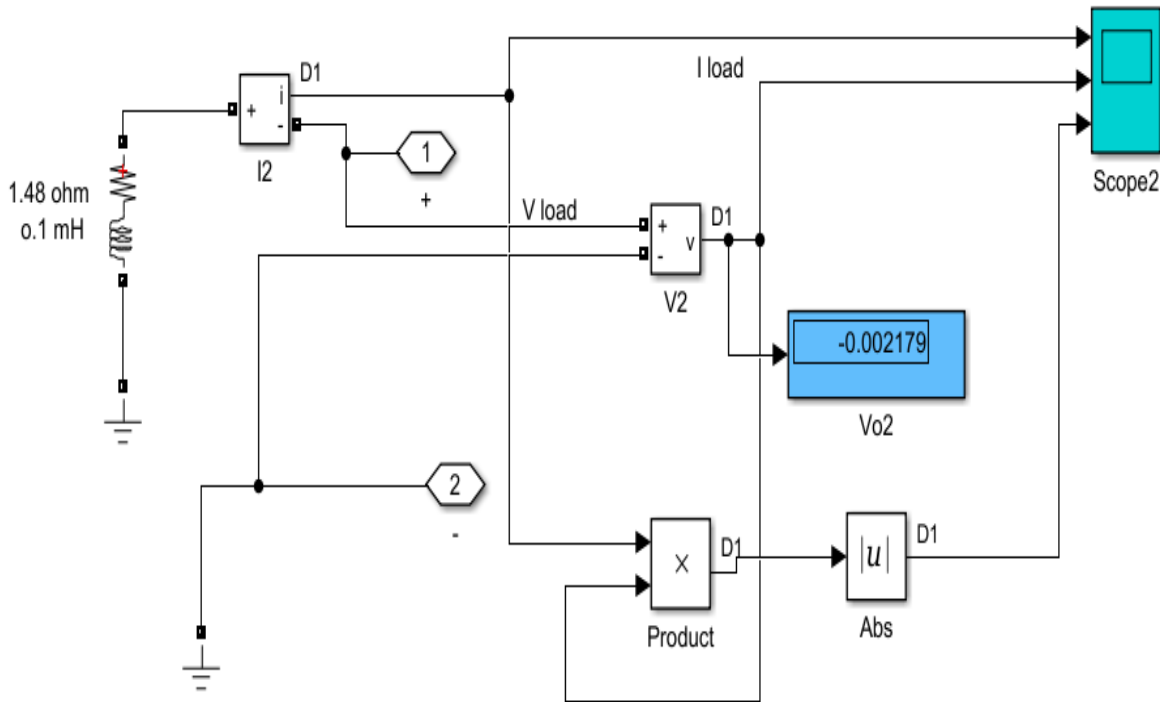 D1
I load
i
+
-
I2
1
+
Scope2
1.48 ohm
o.1 mH
V load
D1
+
v
-
V2
-0.002179
Vo2
2
-
D1
×
|u|
D1
Product
Abs